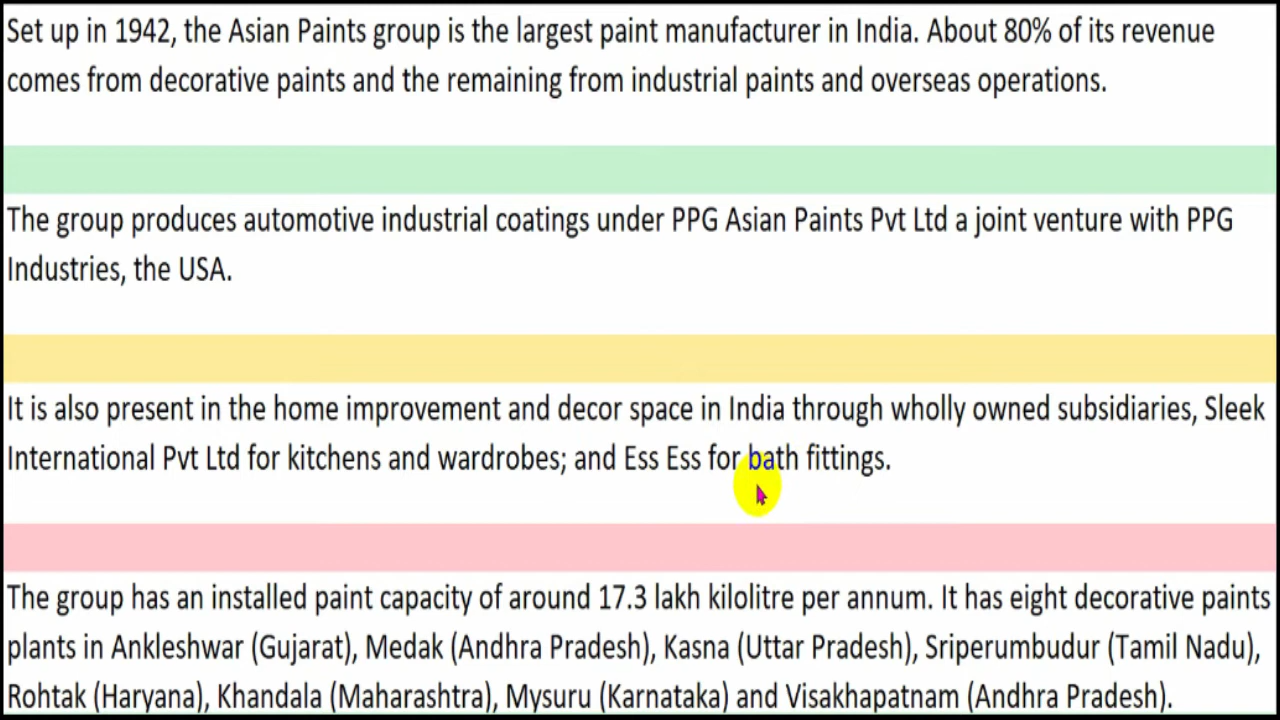 Set up in 1942, the Asian Paints group is the largest paint manufacturer in India. About 80% of its revenue
comes from decorative paints and the remaining from industrial paints and overseas operations.
The group produces automotive industrial coatings under PPG Asian Paints Pvt Ltd a joint venture with PPG
Industries, the USA.
It is also present in the home improvement and decor space in India through wholly owned subsidiaries, Sleek
International Pvt Ltd for kitchens and wardrobes; and Ess Ess for bath fittings.
The group has an installed paint capacity of around 17.3 lakh kilolitre per annum. It has eight decorative paints
plants in Ankleshwar (Gujarat), Medak (Andhra Pradesh), Kasna (Uttar Pradesh), Sriperumbudur (Tamil Nadu),
Rohtak (Haryana), Khandala (Maharashtra), Mysuru (Karnataka) and Visakhapatnam (Andhra Pradesh).